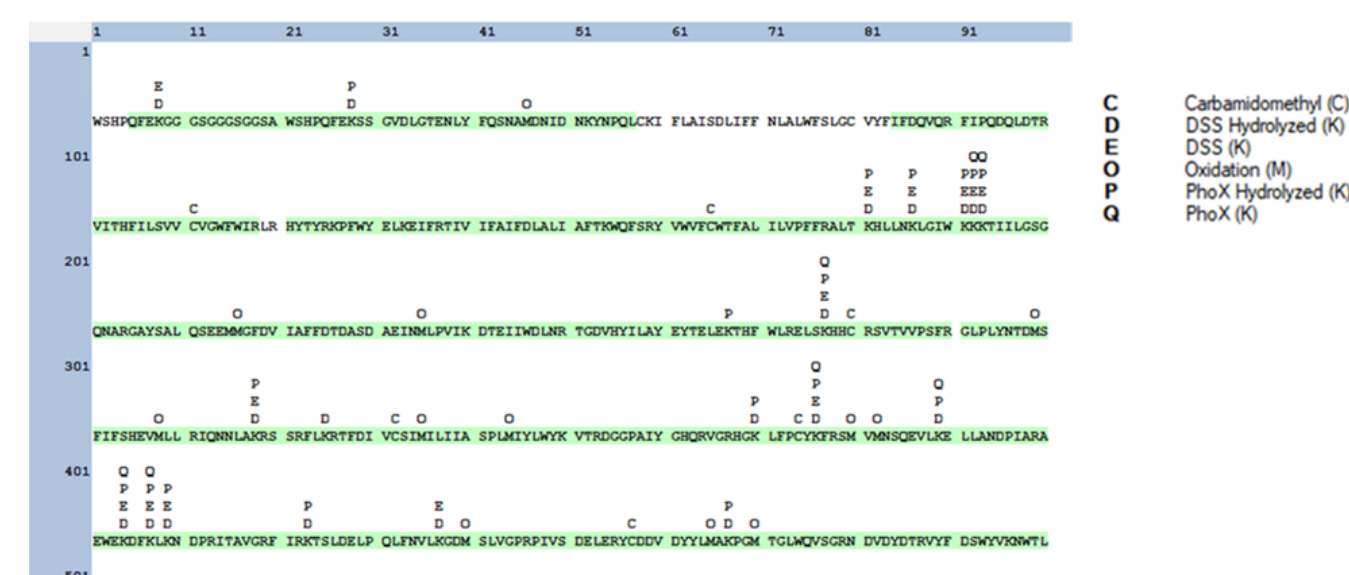 1 11 21 31 41 51 61 71 81 91
1
E P
D D O
WSHPQFEKGG GSGGGSGGSA WSHPQFEKSS GVDLGTENLY FQSNAMDNID NKYNPQLCKI FLAISDLIFF NLALWFSLGC VYFIFDQVQR FIPQDQLDTR
101 QQ
P P PPP
E E EEE
C C D D DDD
VITHFILSVV CVGWFWIRLR HYTYRKPFWY ELKEIFRTIV IFAIFDLALI AFTKWQFSRY VWVFCWTFAL ILVPFFRALT KHLLNKLGIW KKKTIILGSG
201 Q
P
E
O O P D C O
QNARGAYSAL QSEEMMGFDV IAFFDTDASD AEINMLPVIK DTEIIWDLNR TGDVHYILAY EYTELEKTHF WLRELSKHHC RSVTVVPSFR GLPLYNTDMS
301 Q
P P Q
E P E P
O D D C O O D C D O O D
FIFSHEVMLL RIQNNLAKRS SRFLKRTFDI VCSIMILIIA SPLMIYLWYK VTRDGGPAIY GHQRVGRHGK LFPCYKFRSM VMNSQEVLKE LLANDPIARA
401 Q Q
P P P
E E E P E P
D D D D D O C O D O
EWEKDFKLKN DPRITAVGRF IRKTSLDELP QLFNVLKGDM SLVGPRPIVS DELERYCDDV DYYLMAKPGM TGLWQVSGRN DVDYDTRVYF DSWYVKNWTL
C Carbamidomethyl (C)
D DSS Hydrolyzed (K)
E DSS (K)
O Oxidation (M)
P PhoX Hydrolyzed (K)
Q PhoX (K)